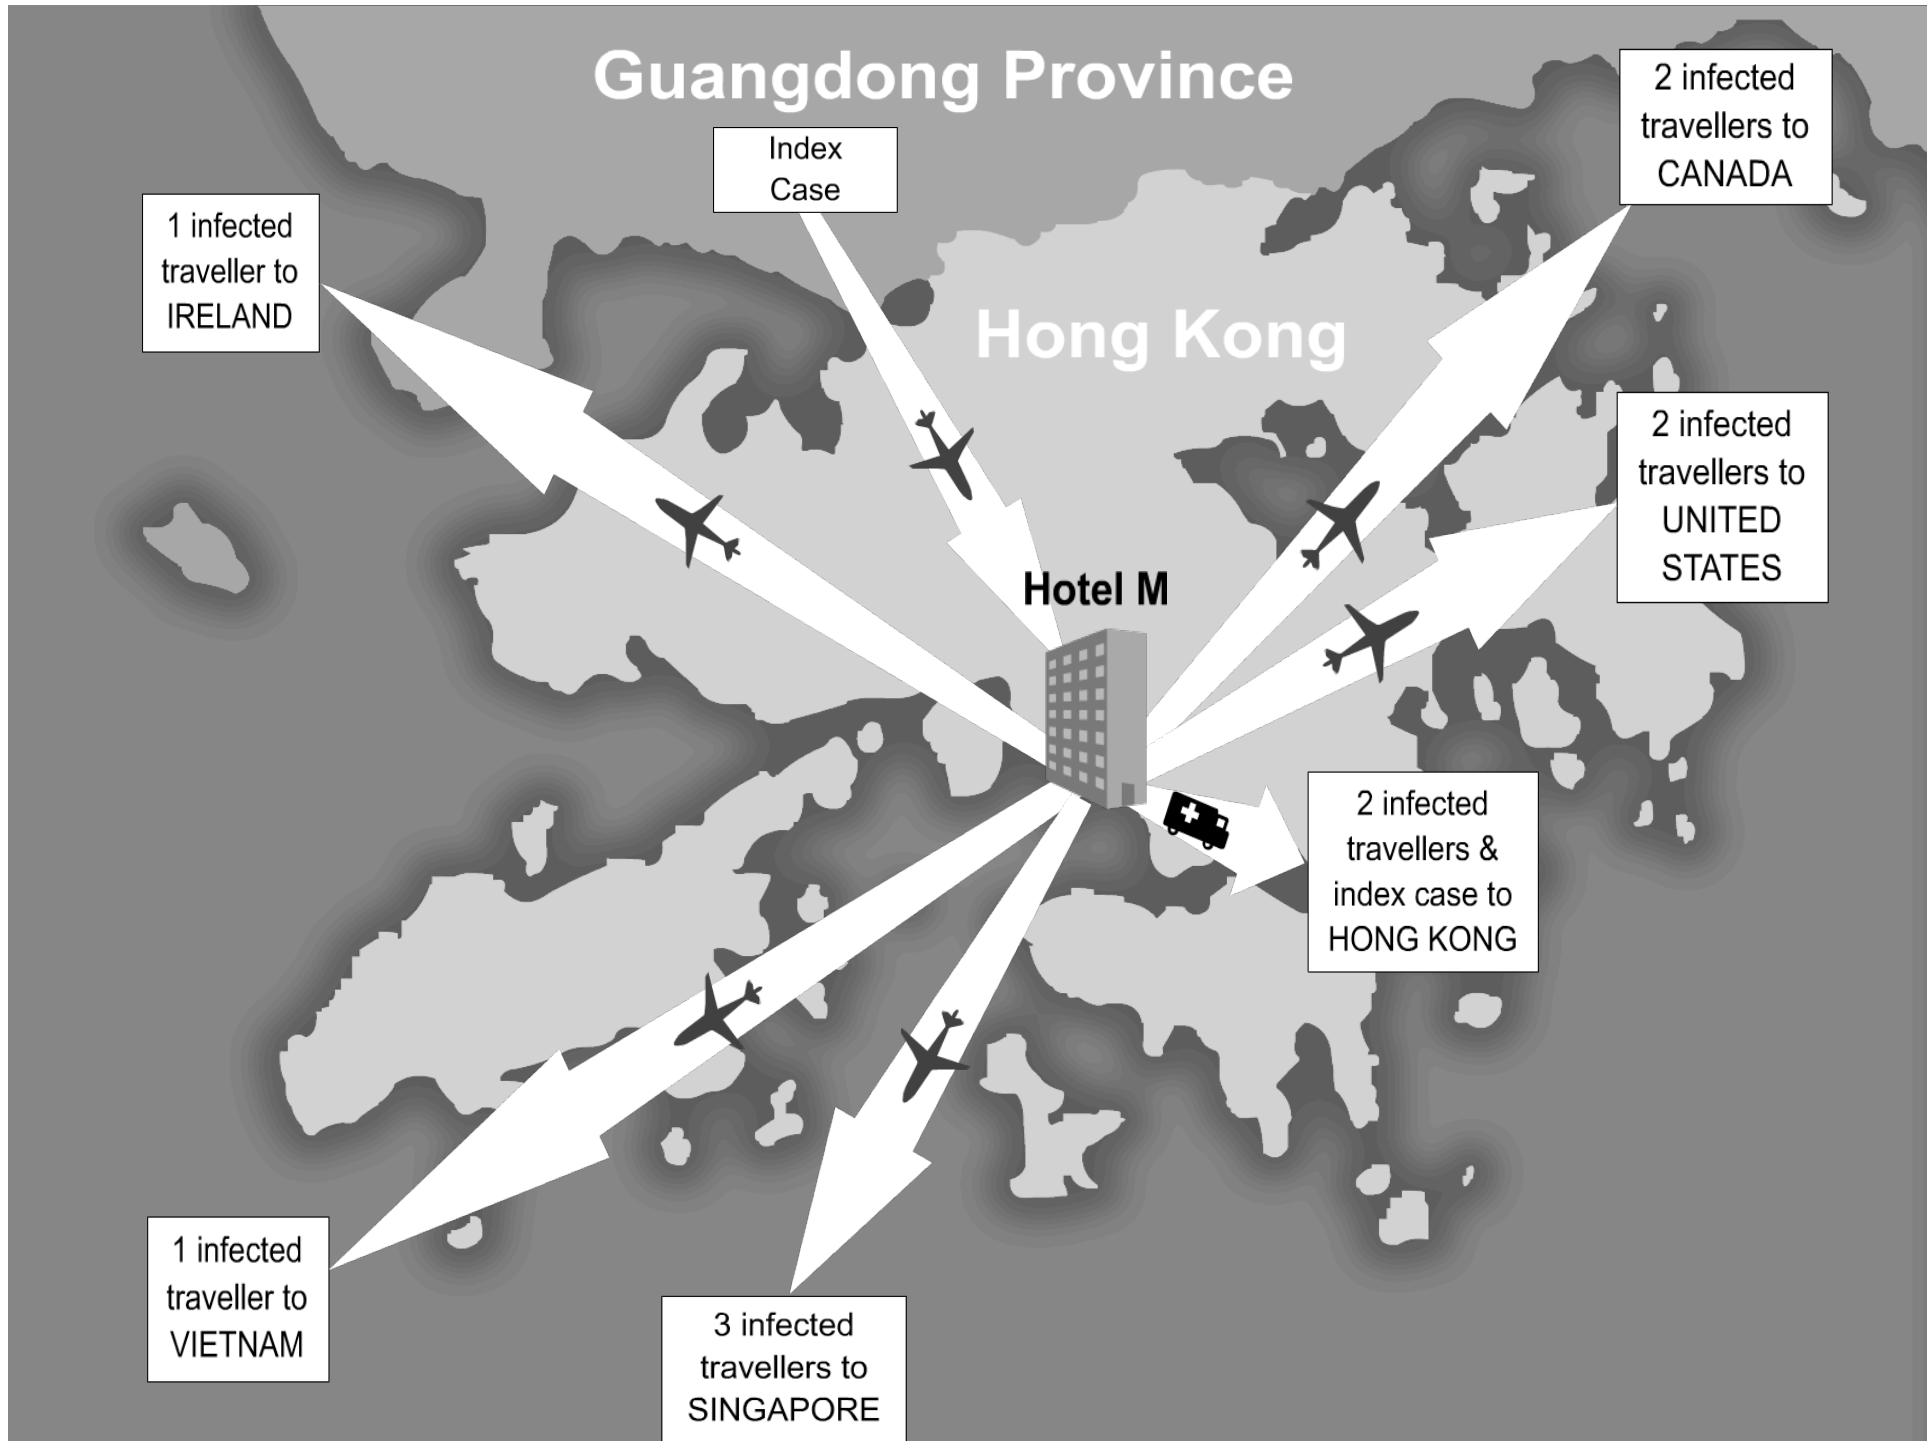 Guangdong Province
2 infected
travellers to
CANADA
Index
Case
1 infected
traveller to
IRELAND
Hong Kong
2 infected
travellers to
UNITED
STATES
Hotel M
2 infected
travellers &
index case to
HONG KONG
1 infected
traveller to
VIETNAM
3 infected
travellers to
SINGAPORE